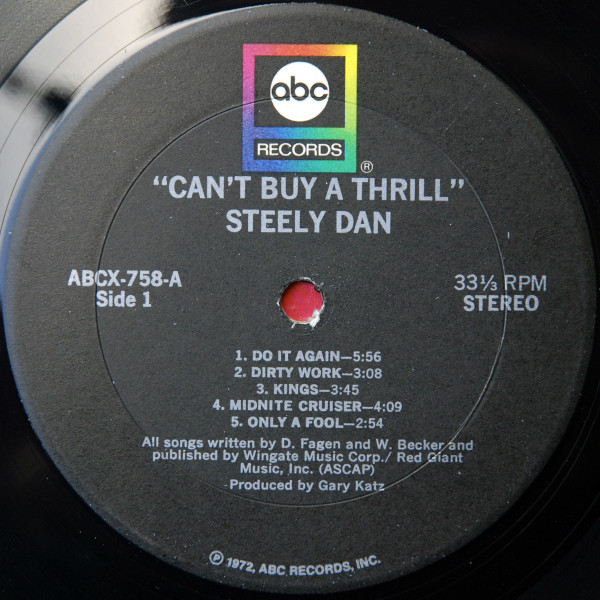 abc
RECORDS
®
"CAN'T BUY A THRILL"
STEELY DAN
ABCX-758-A
Side 1
33⅓ RPM
STEREO
1. DO IT AGAIN—5:56
2. DIRTY WORK—3:08
3. KINGS—3:45
4. MIDNITE CRUISER—4:09
5. ONLY A FOOL—2:54
All songs written by D. Fagen and W. Becker and
published by Wingate Music Corp./ Red Giant
Music, Inc. (ASCAP)
Produced by Gary Katz
℗ 1972, ABC RECORDS, INC.